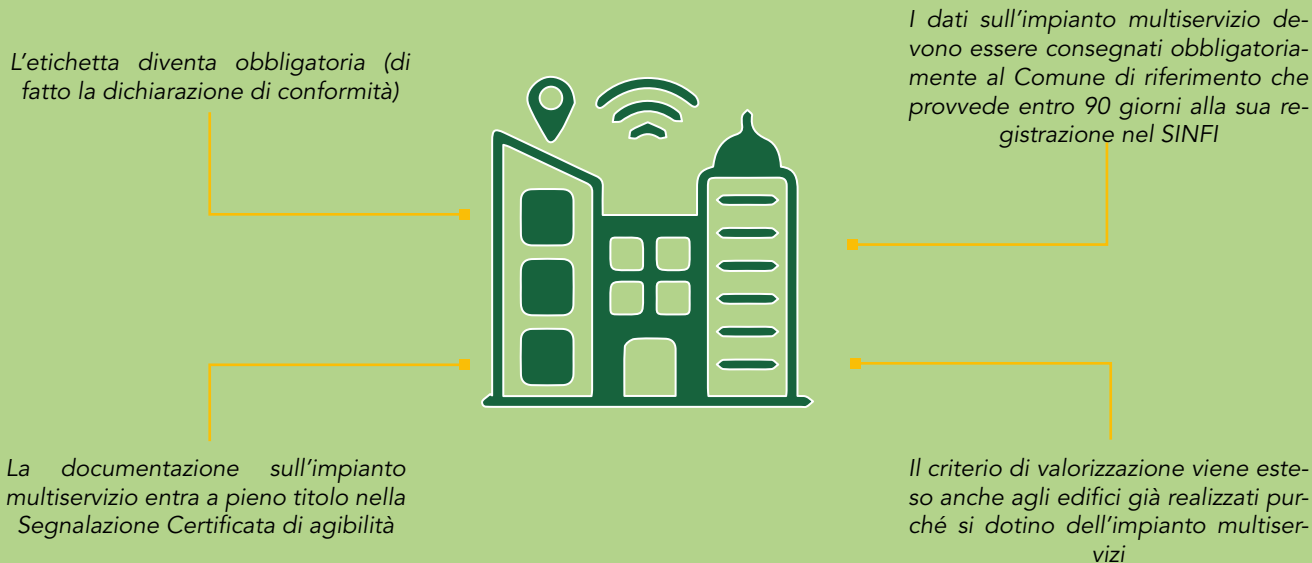 L’etichetta diventa obbligatoria (di
fatto la dichiarazione di conformità)
I dati sull’impianto multiservizio de-
vono essere consegnati obbligatoria-
mente al Comune di riferimento che
provvede entro 90 giorni alla sua re-
gistrazione nel SINFI
La documentazione sull’impianto
multiservizio entra a pieno titolo nella
Segnalazione Certificata di agibilità
Il criterio di valorizzazione viene este-
so anche agli edifici già realizzati pur-
ché si dotino dell’impianto multiser-
vizi